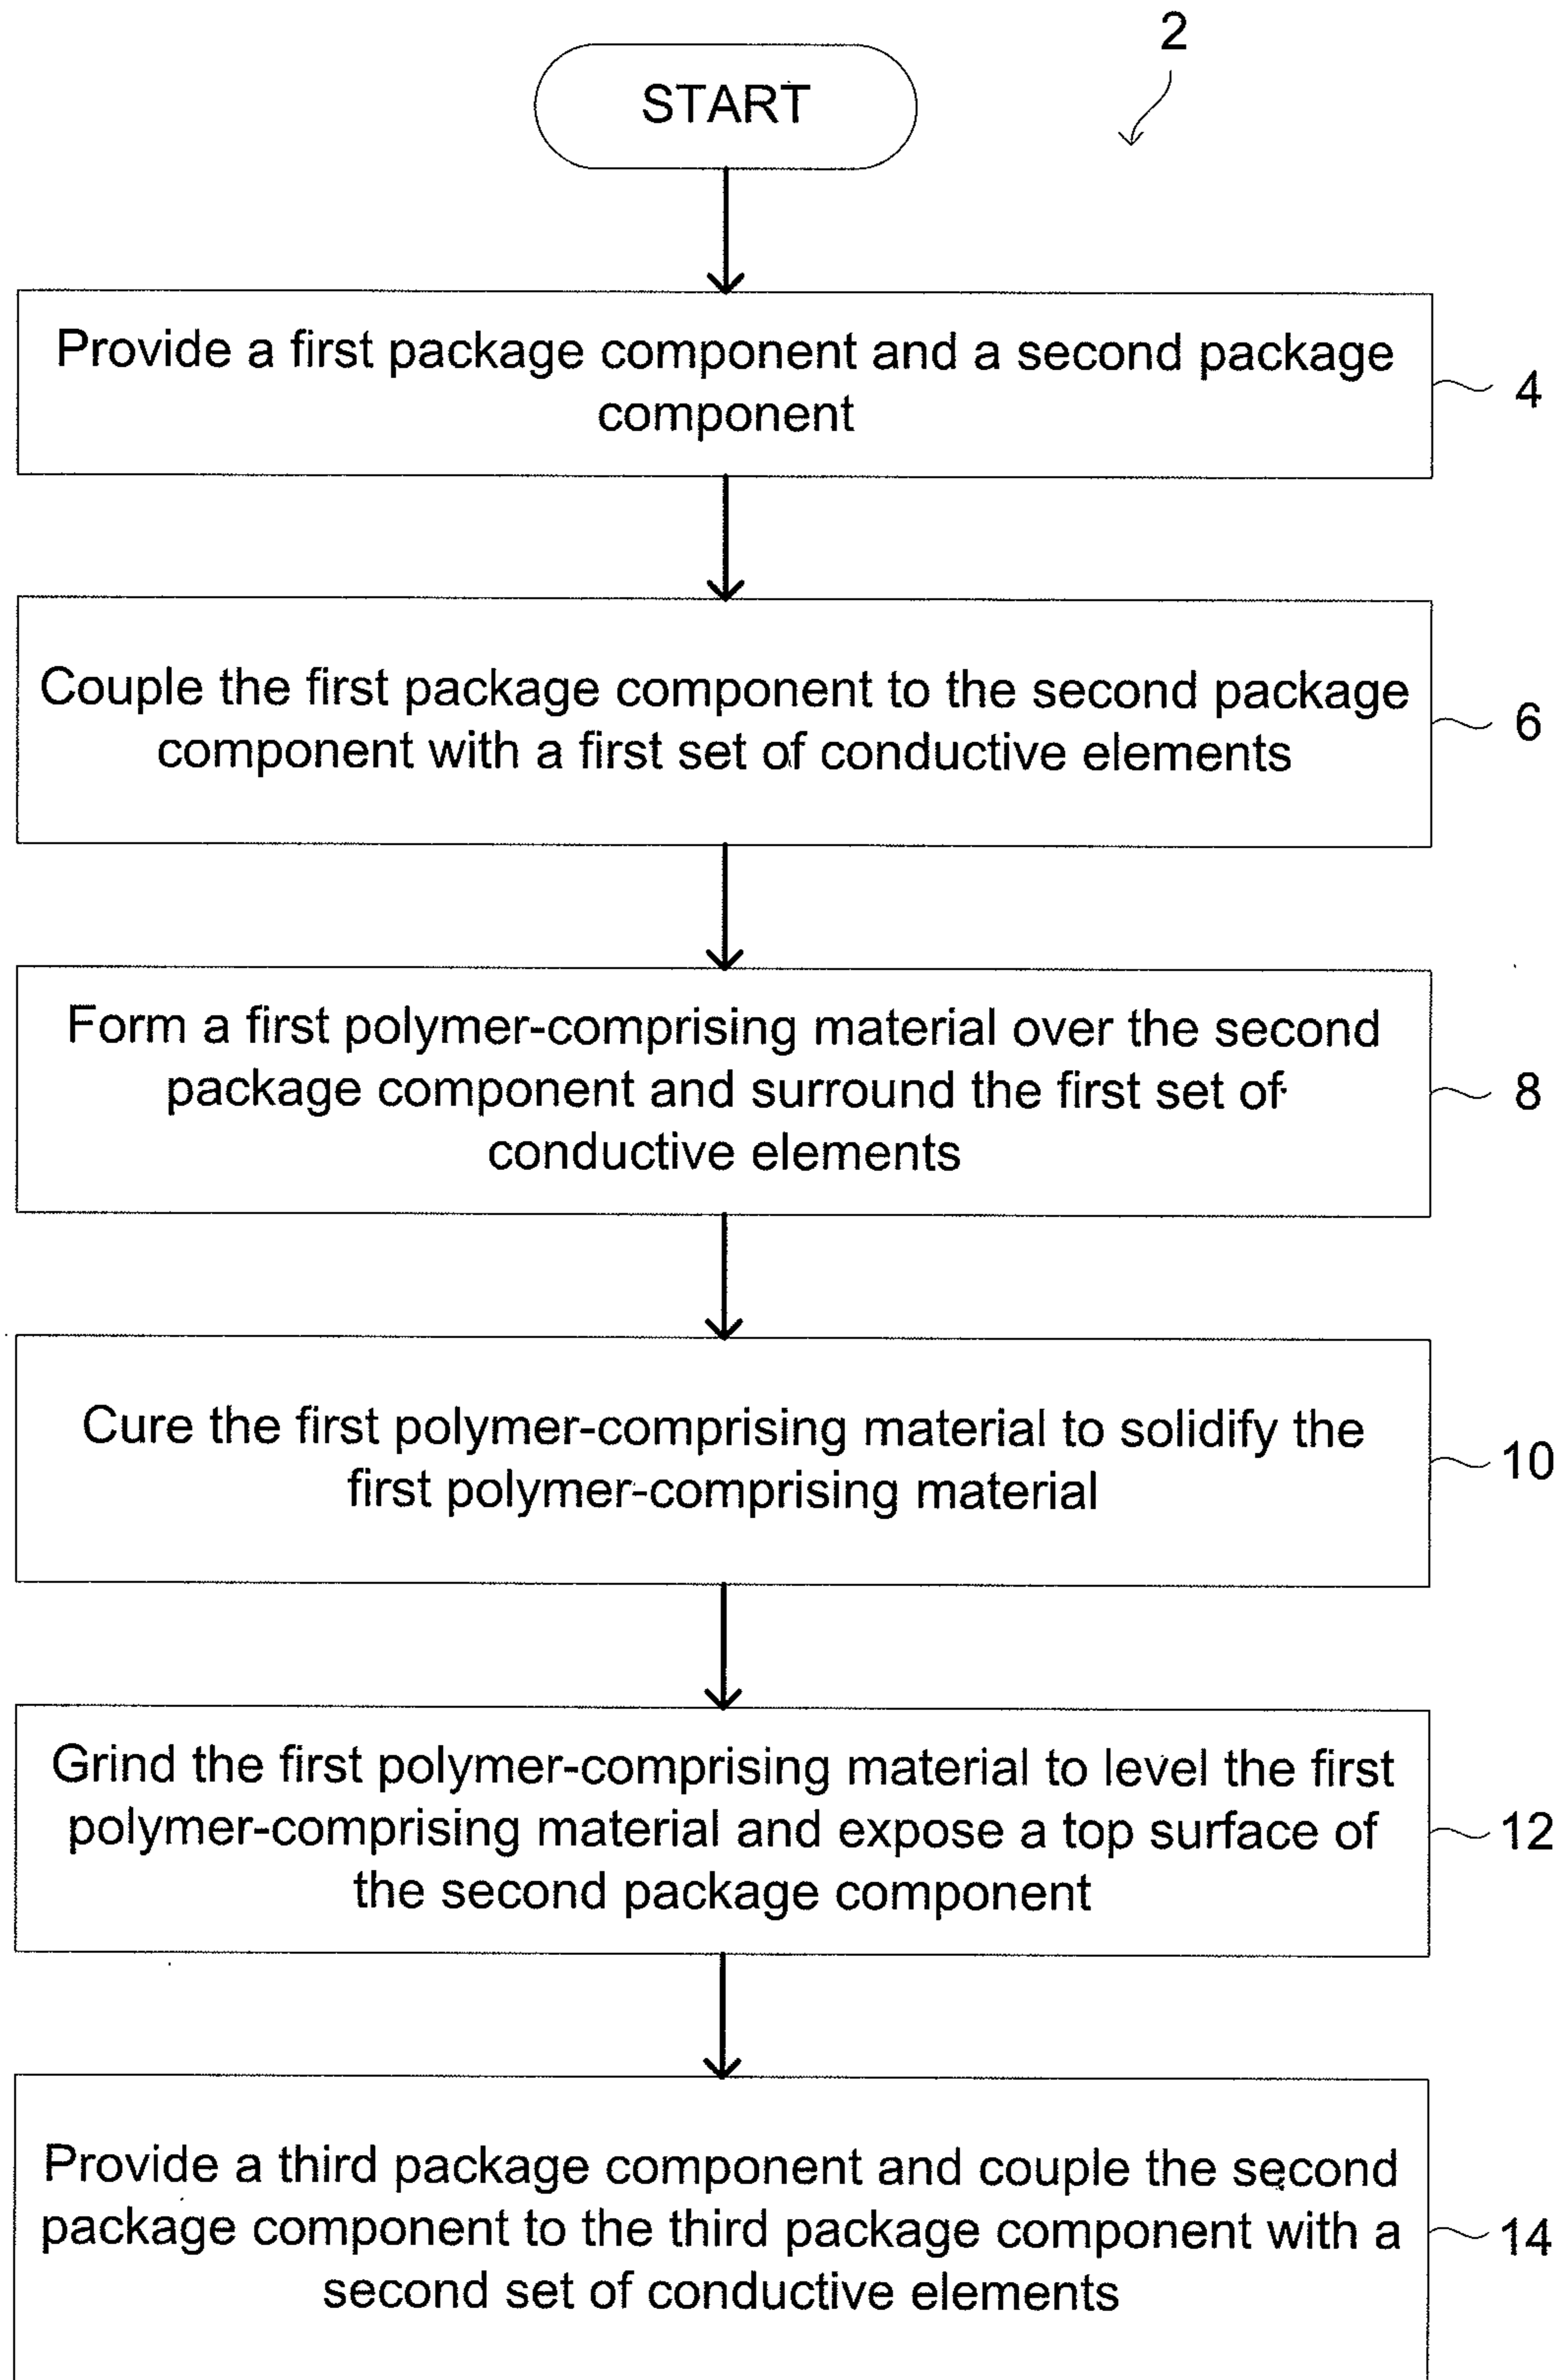 2
START
Provide a first package component and a second package
component
4
Couple the first package component to the second package
component with a first set of conductive elements
6
Form a first polymer-comprising material over the second
package component and surround the first set of
conductive elements
8
Cure the first polymer-comprising material to solidify the
first polymer-comprising material
10
Grind the first polymer-comprising material to level the first
polymer-comprising material and expose a top surface of
the second package component
12
Provide a third package component and couple the second
package component to the third package component with a
second set of conductive elements
14